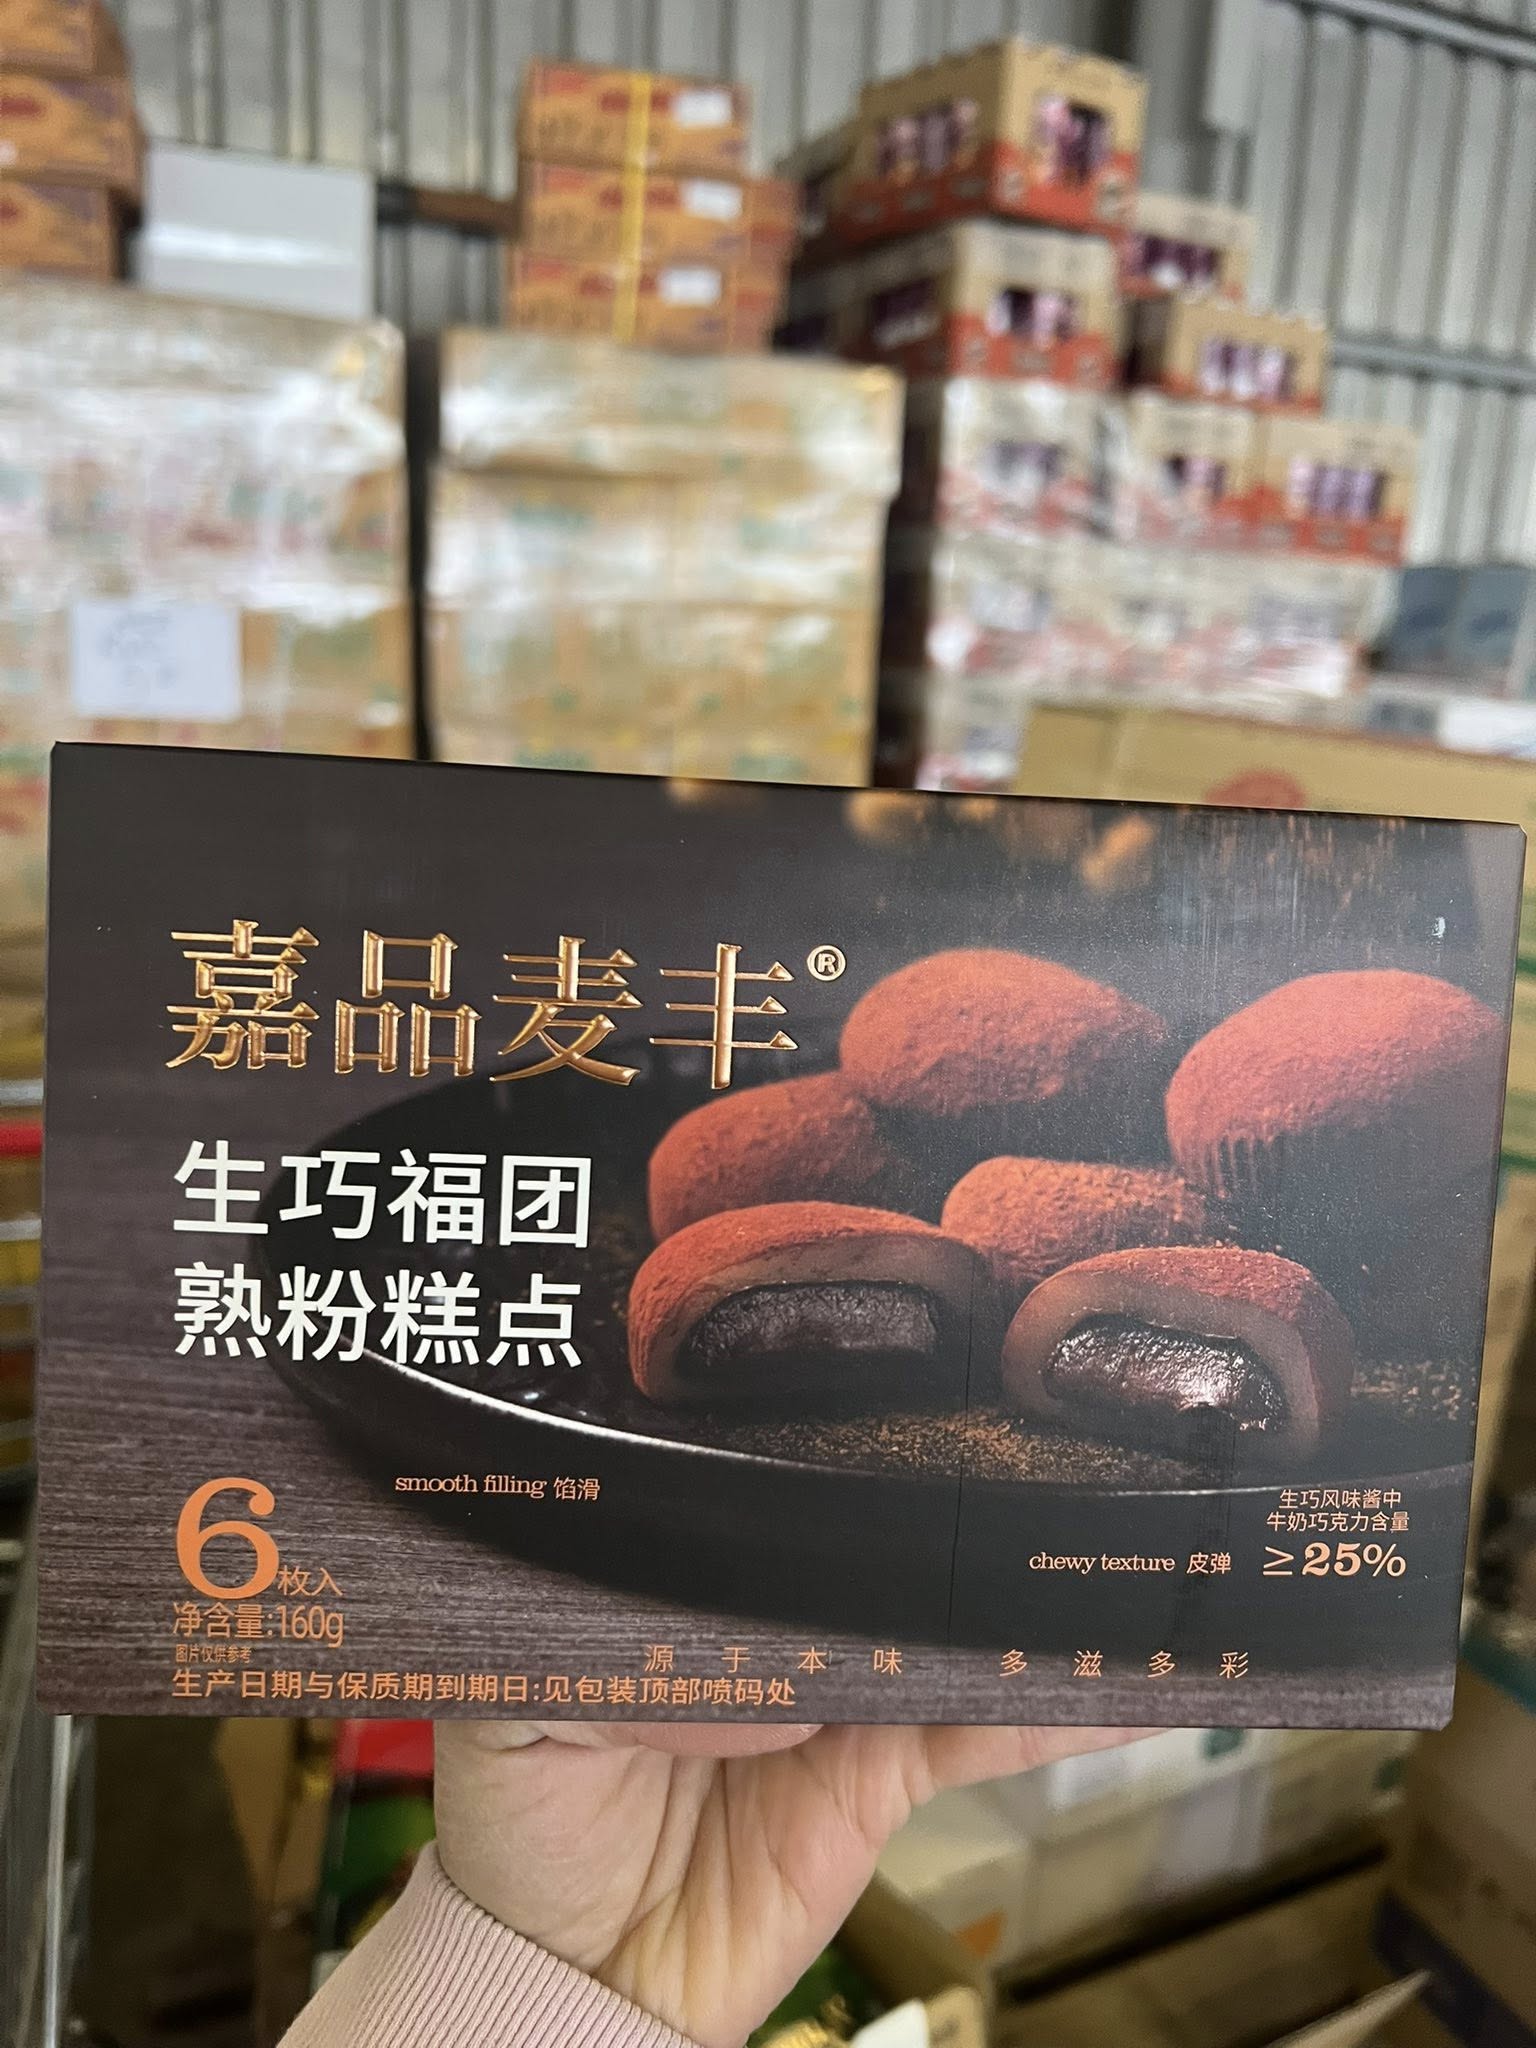 嘉品麦丰®
生巧福团
熟粉糕点
smooth filling 馅滑
6枚入
净含量:160g
图片仅供参考
生产日期与保质期到期日:见包装顶部喷码处
源于本味 多滋多彩
chewy texture 皮弹
生巧风味酱中
牛奶巧克力含量
≥25%